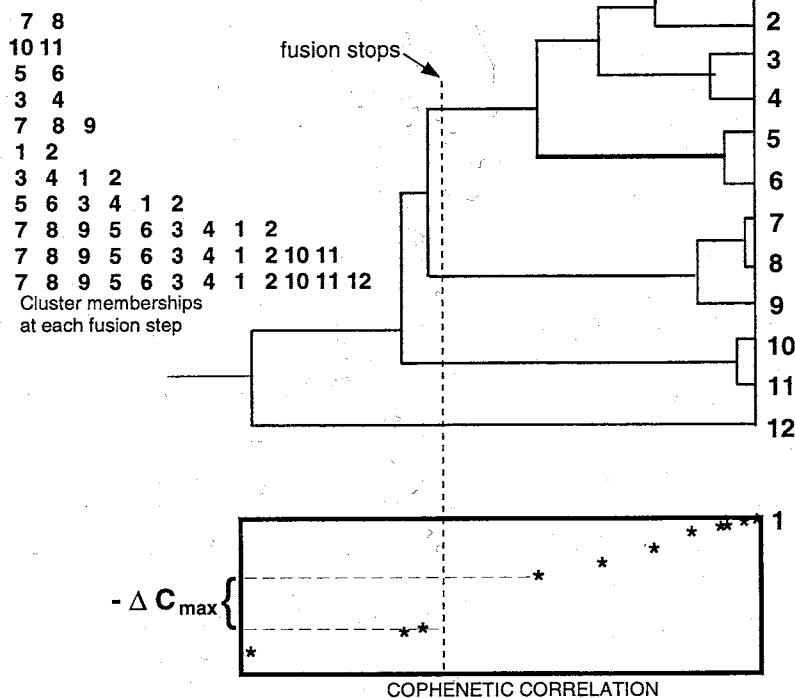 7 8
10 11
5 6
3 4
7 8 9
1 2
3 4 1 2
5 6 3 4 1 2
7 8 9 5 6 3 4 1 2
7 8 9 5 6 3 4 1 2 10 11
7 8 9 5 6 3 4 1 2 10 11 12
Cluster memberships
at each fusion step
fusion stops
2
3
4
5
6
7
8
9
10
11
12
1
- Δ C max {
COPHENETIC CORRELATION